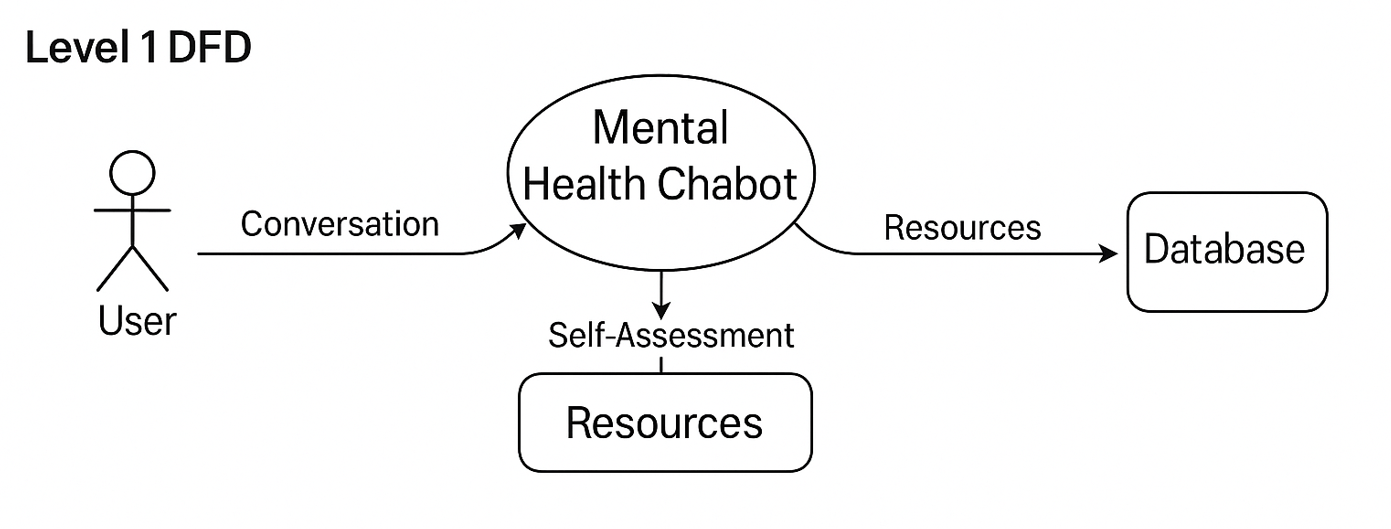 Level 1 DFD
Mental
Health Chabot
Conversation
Resources
Database
User
Self-Assessment
Resources